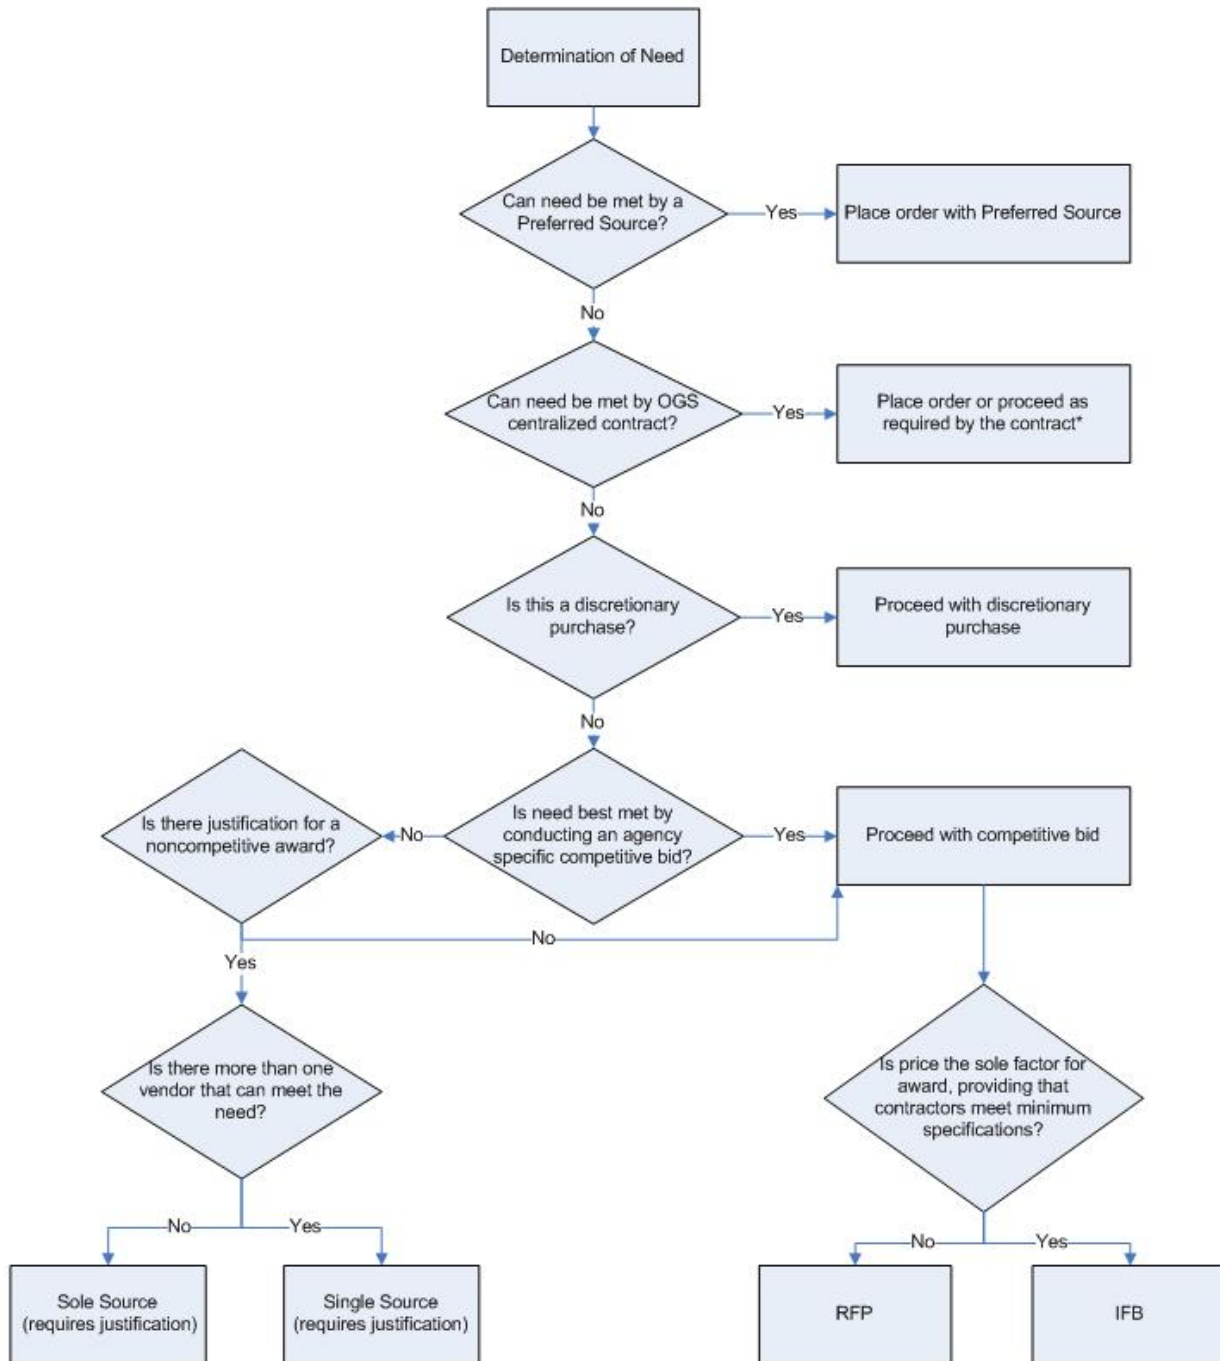 Determination of Need
Can need be met by a
Preferred Source?
Yes
Place order with Preferred Source
No
Can need be met by OGS
centralized contract?
Yes
Place order or proceed as
required by the contract*
No
Is this a discretionary
purchase?
Yes
Proceed with discretionary
purchase
No
Is there justification for a
noncompetitive award?
No
Is need best met by
conducting an agency
specific competitive bid?
Yes
Proceed with competitive bid
No
Yes
Is there more than one
vendor that can meet the
need?
Is price the sole factor for
award, providing that
contractors meet minimum
specifications?
No
Yes
No
Yes
Sole Source
(requires justification)
Single Source
(requires justification)
RFP
IFB